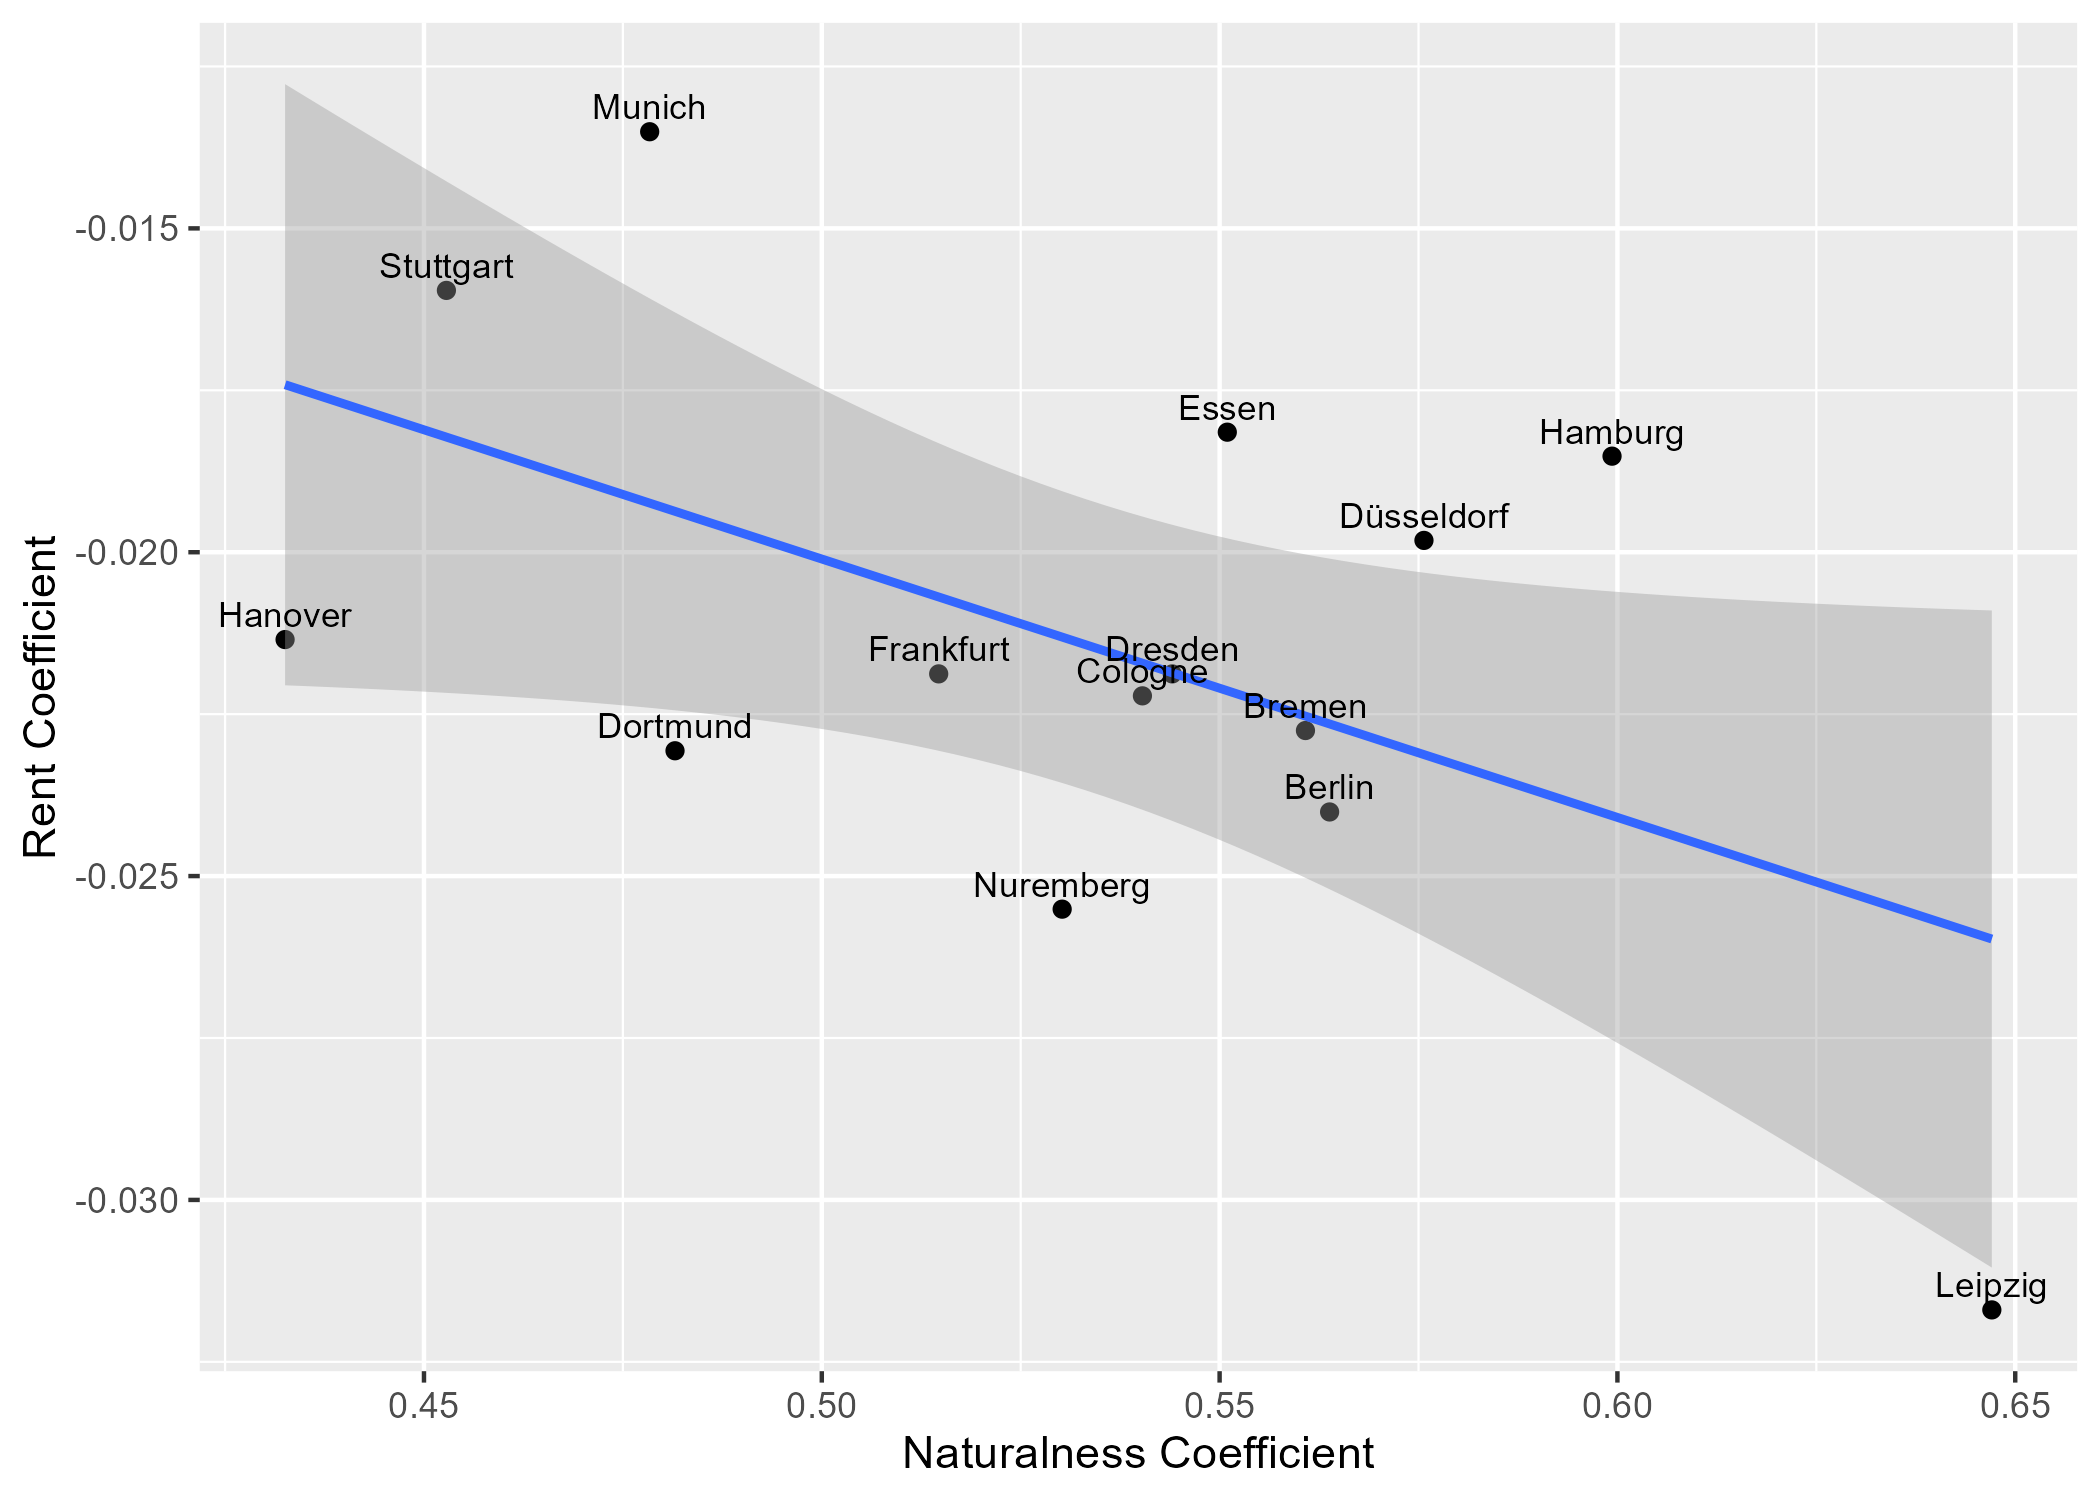 Munich
-0.015
Stuttgart
Essen
Hamburg
Düsseldorf
-0.020
Hanover
Frankfurt
Dresden
Cologne
Bremen
Dortmund
Berlin
-0.025
Nuremberg
-0.030
Leipzig
Rent Coefficient
0.45 0.50 0.55 0.60 0.65
Naturalness Coefficient